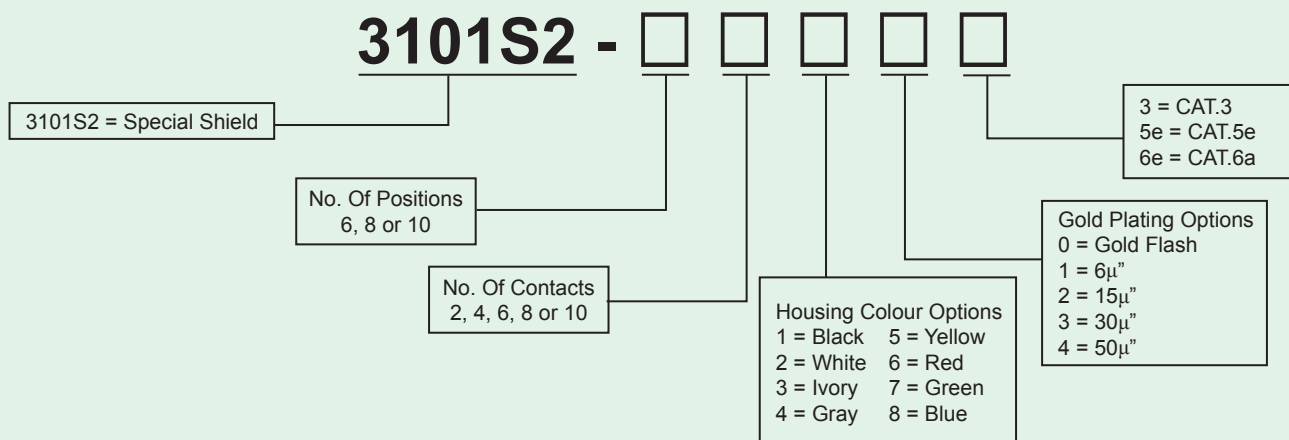 3101S2 - □ □ □ □ □
3101S2 = Special Shield
No. Of Positions
6, 8 or 10
No. Of Contacts
2, 4, 6, 8 or 10
Housing Colour Options
1 = Black 5 = Yellow
2 = White 6 = Red
3 = Ivory 7 = Green
4 = Gray 8 = Blue
Gold Plating Options
0 = Gold Flash
1 = 6μ”
2 = 15μ”
3 = 30μ”
4 = 50μ”
3 = CAT.3
5e = CAT.5e
6e = CAT.6a